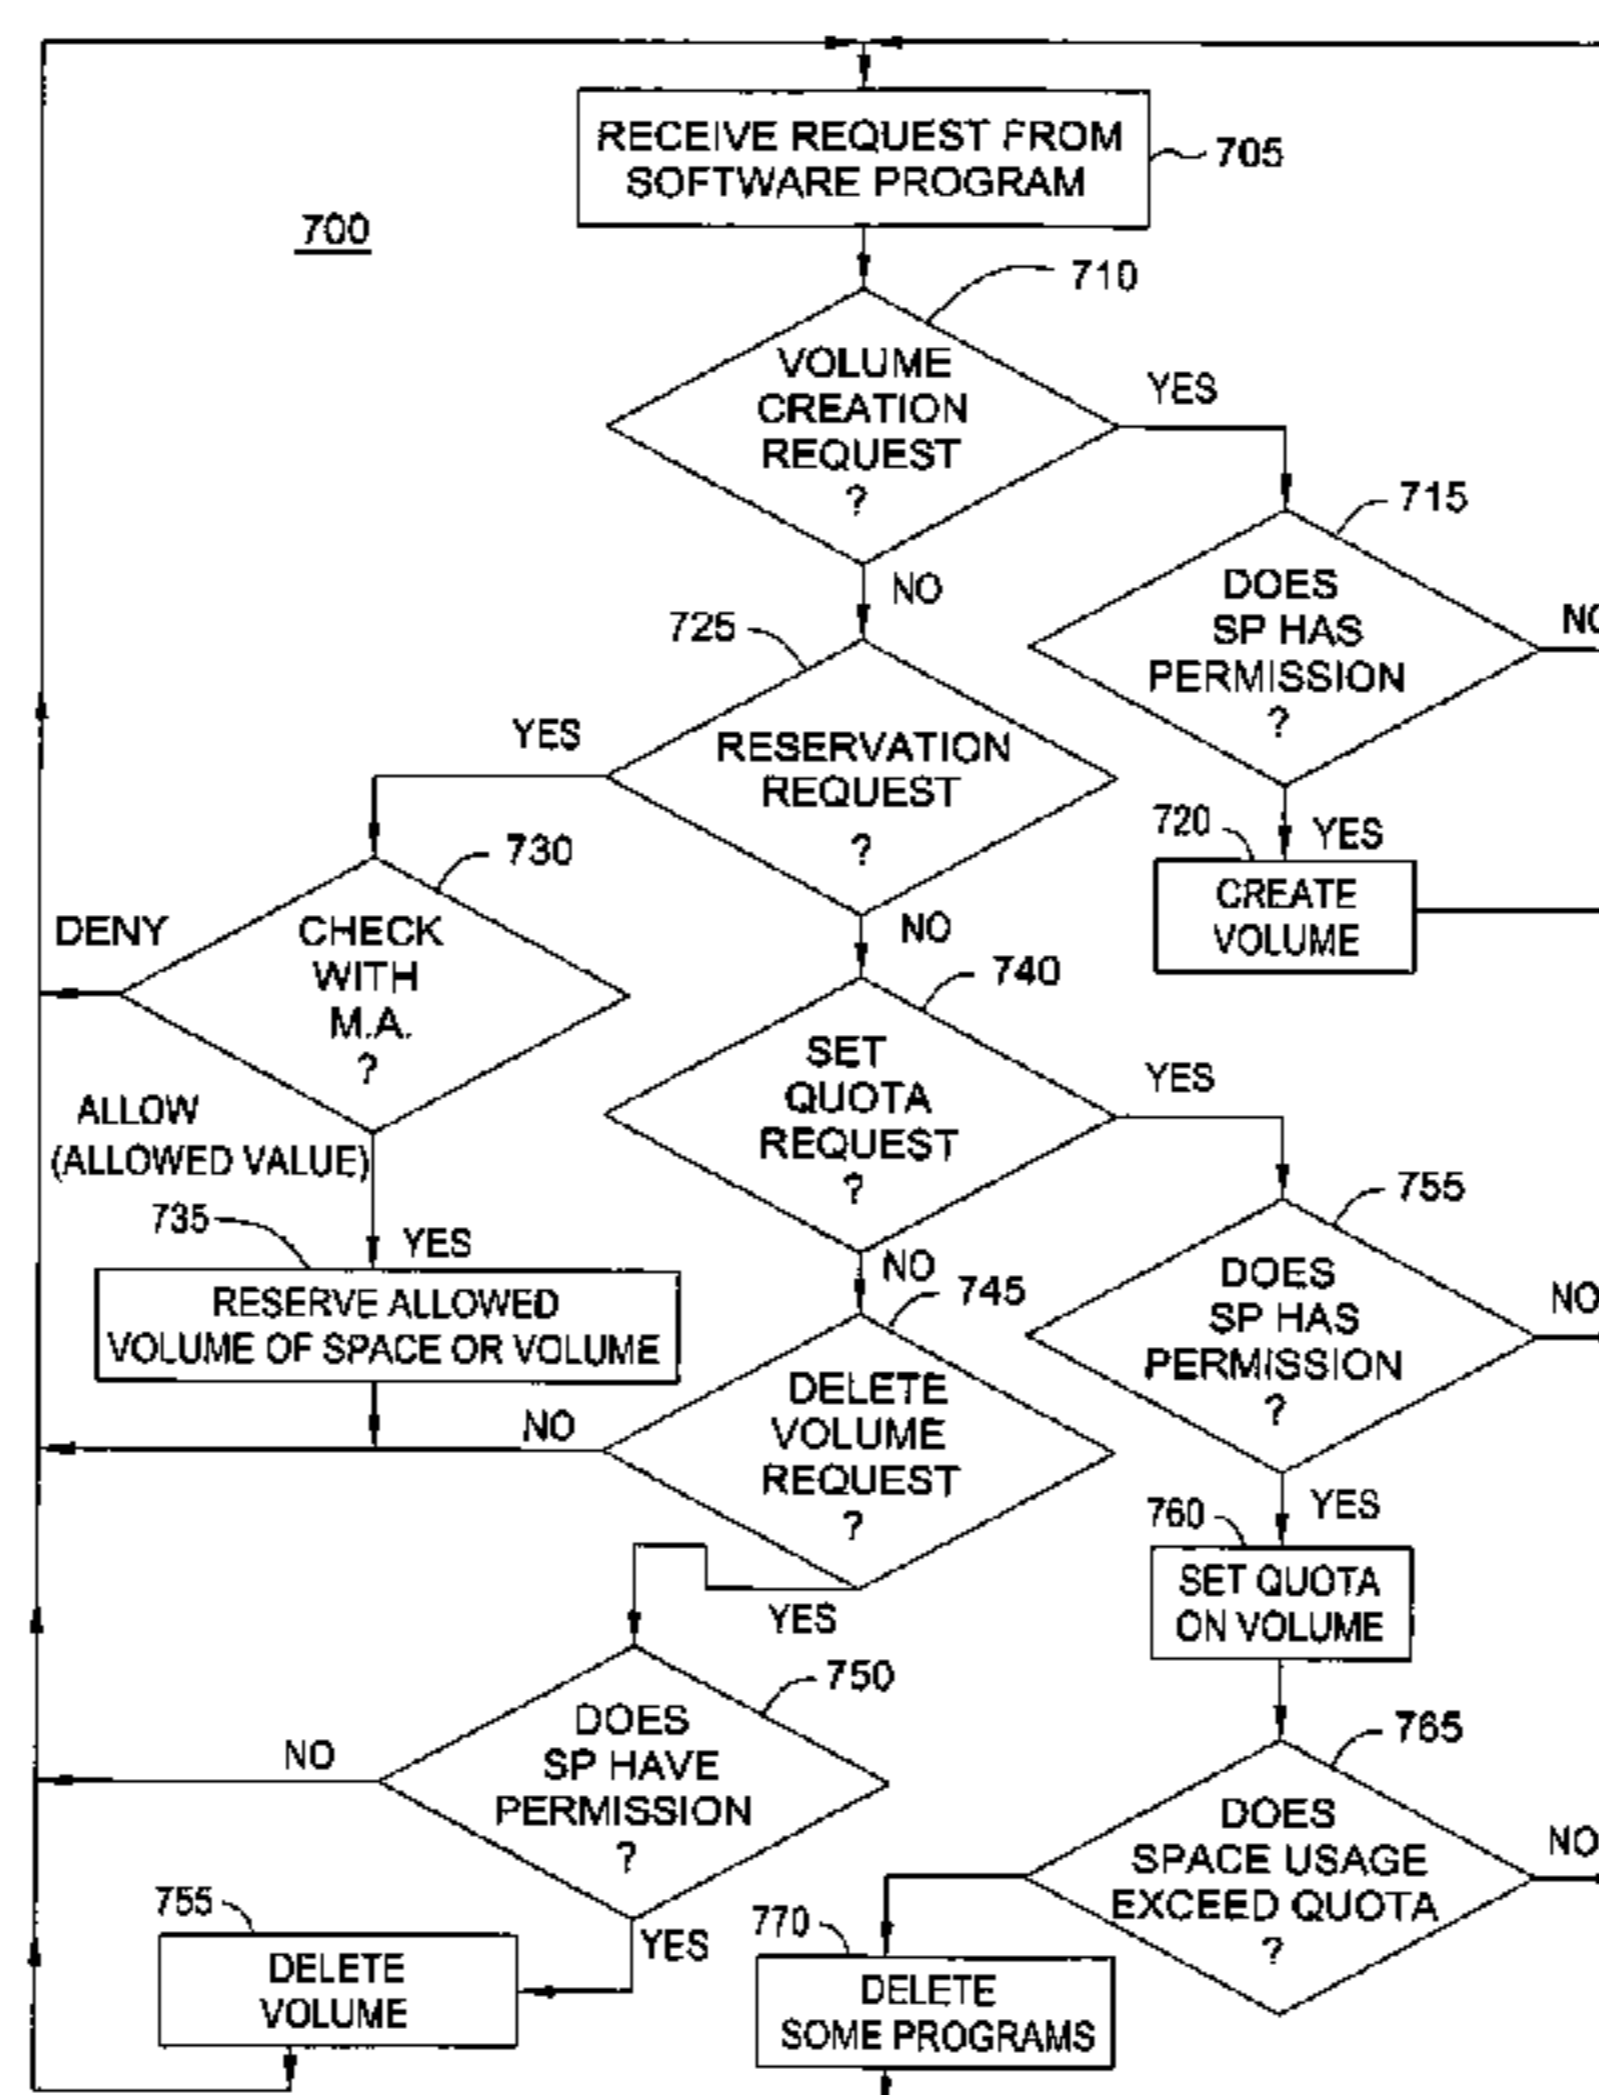 RECEIVE REQUEST FROM
SOFTWARE PROGRAM
705
700
710
VOLUME
CREATION
REQUEST
?
YES
NO
715
DOES
SP HAS
PERMISSION
?
NO
720
YES
CREATE
VOLUME
725
YES
RESERVATION
REQUEST
?
NO
730
DENY
CHECK
WITH
M.A.
?
ALLOW
(ALLOWED VALUE)
735
YES
RESERVE ALLOWED
VOLUME OF SPACE OR VOLUME
740
SET
QUOTA
REQUEST
?
YES
NO
745
DELETE
VOLUME
REQUEST
?
NO
YES
755
DOES
SP HAS
PERMISSION
?
NO
760
YES
SET QUOTA
ON VOLUME
750
DOES
SP HAVE
PERMISSION
?
NO
YES
755
DELETE
VOLUME
765
DOES
SPACE USAGE
EXCEED QUOTA
?
NO
770
DELETE
SOME PROGRAMS